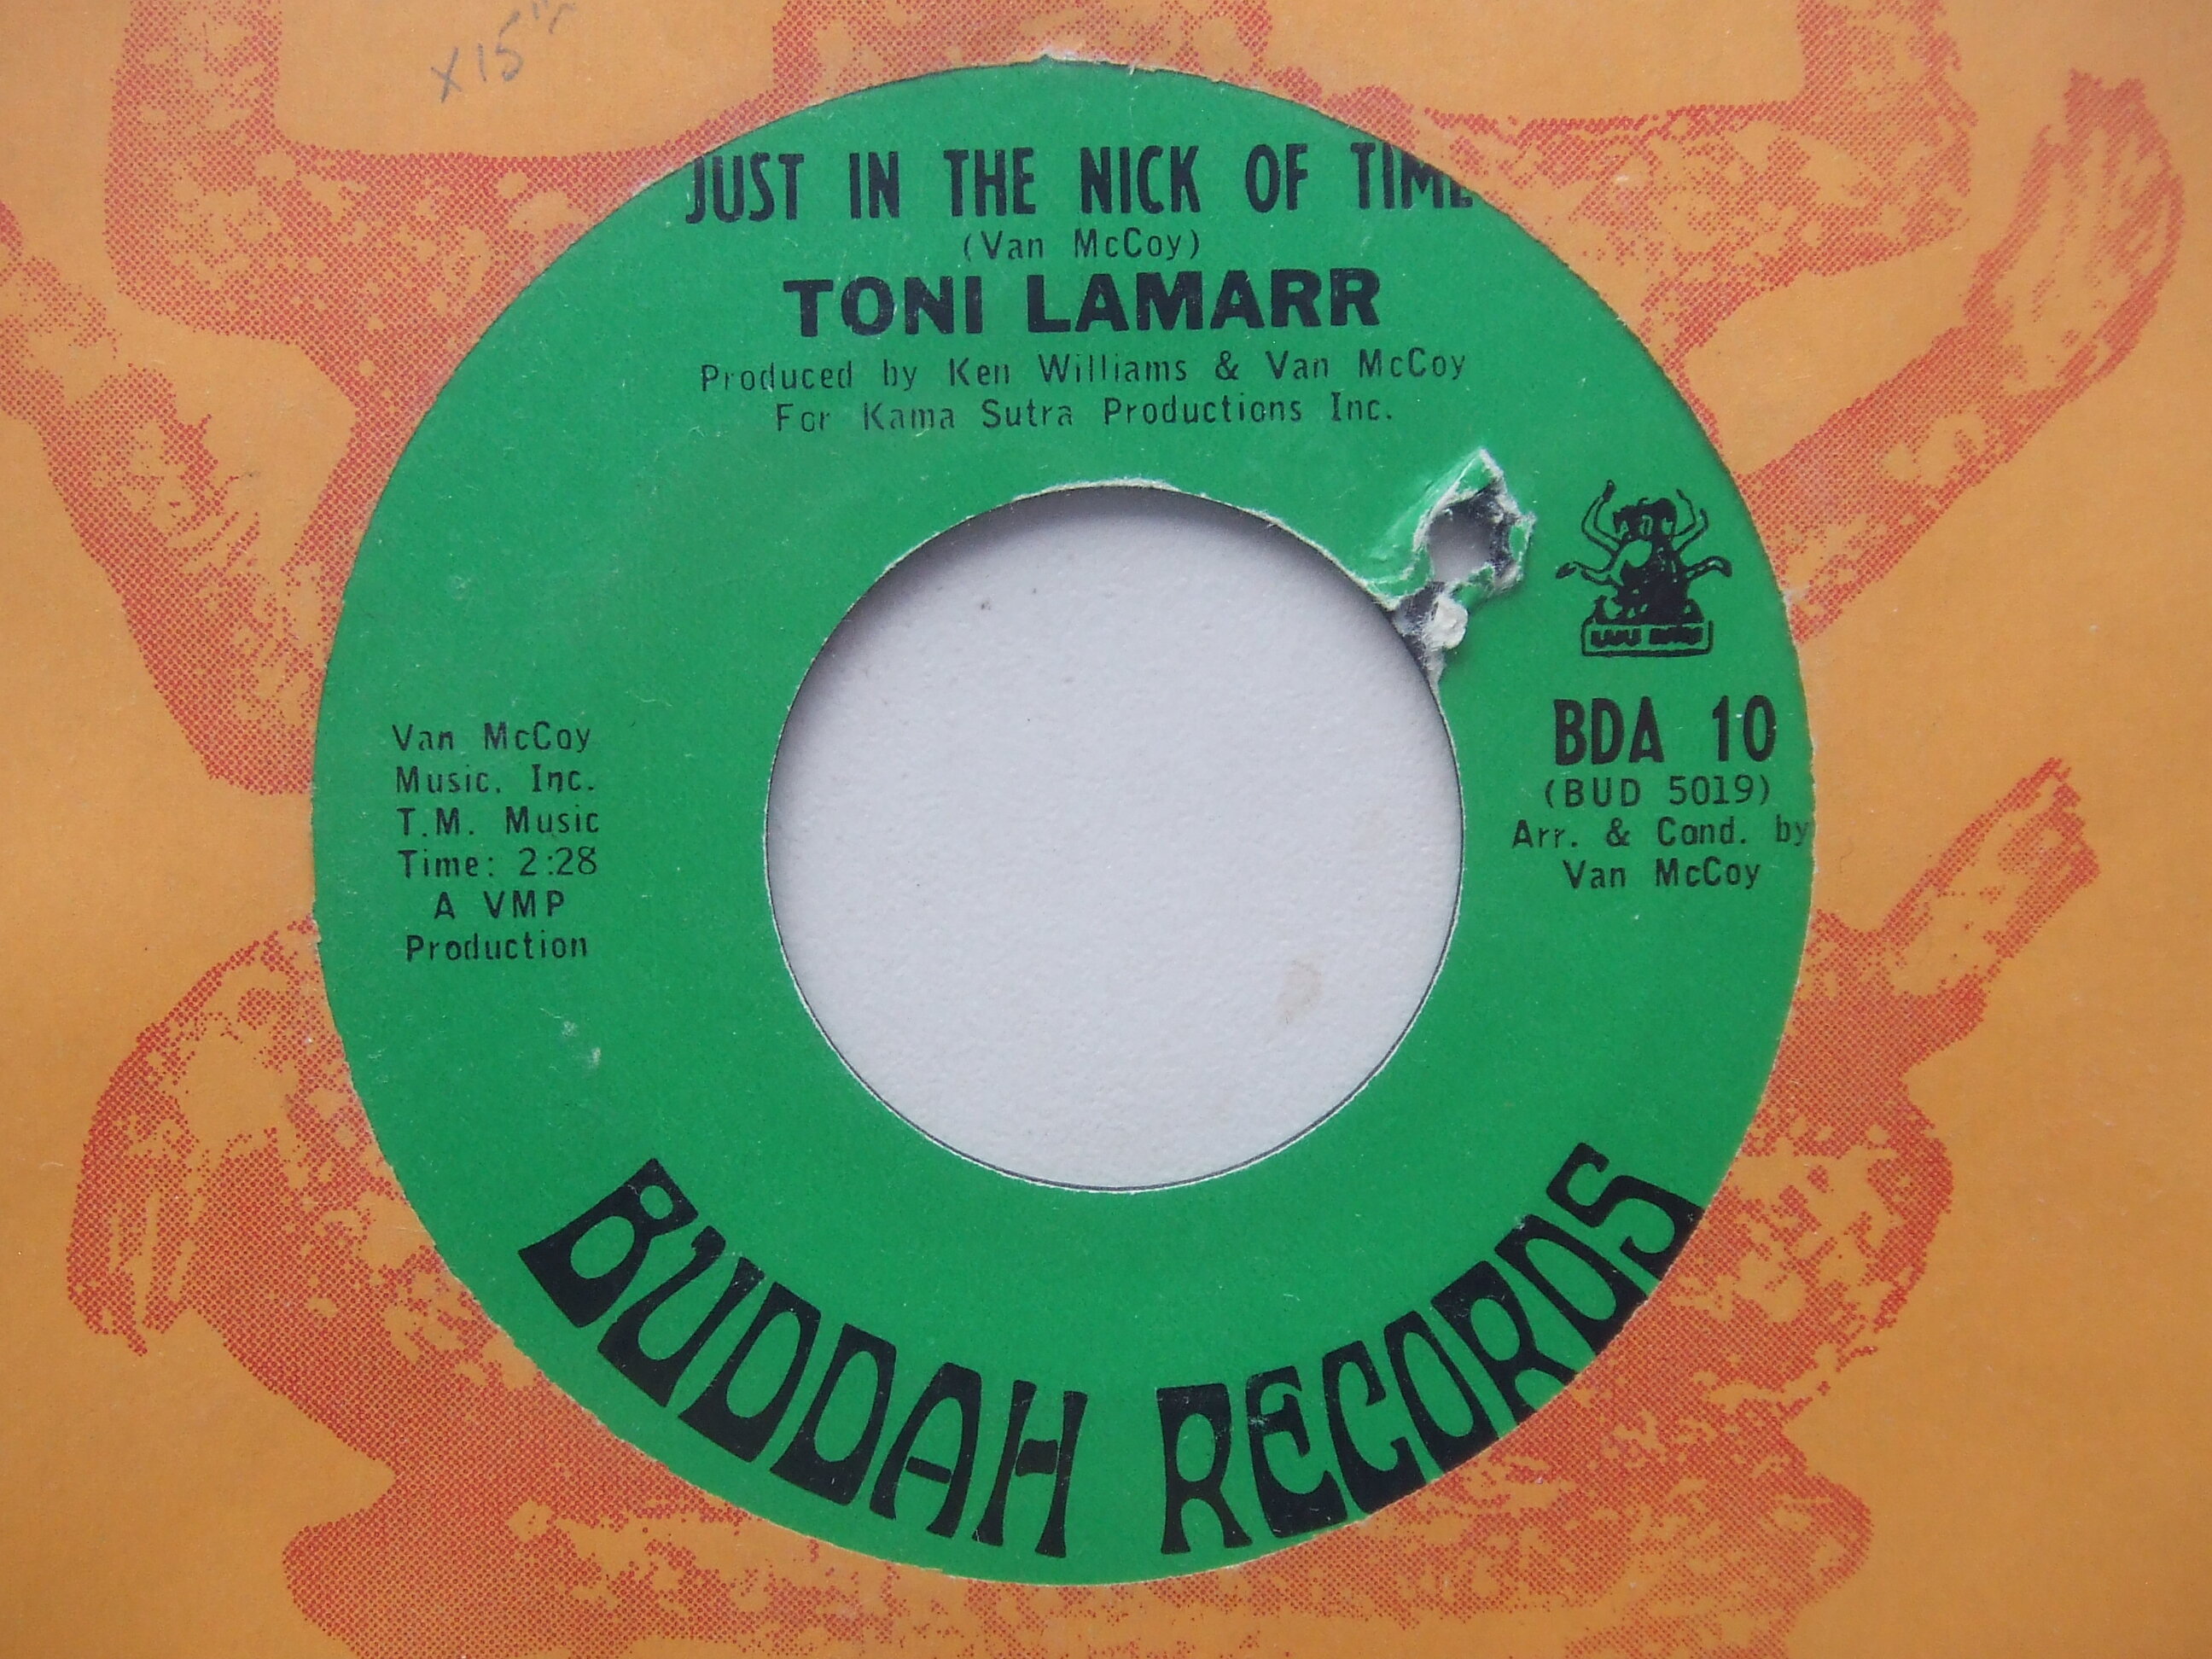 x15
JUST IN THE NICK OF TIME
(Van McCoy)
TONI LAMARR
Produced by Ken Williams & Van McCoy
For Kama Sutra Productions Inc.
Van McCoy
Music, Inc.
T.M. Music
Time: 2:28
A VMP
Production
BDA 10
(BUD 5019)
Arr. & Cond. by
Van McCoy
BUDDAH RECORDS